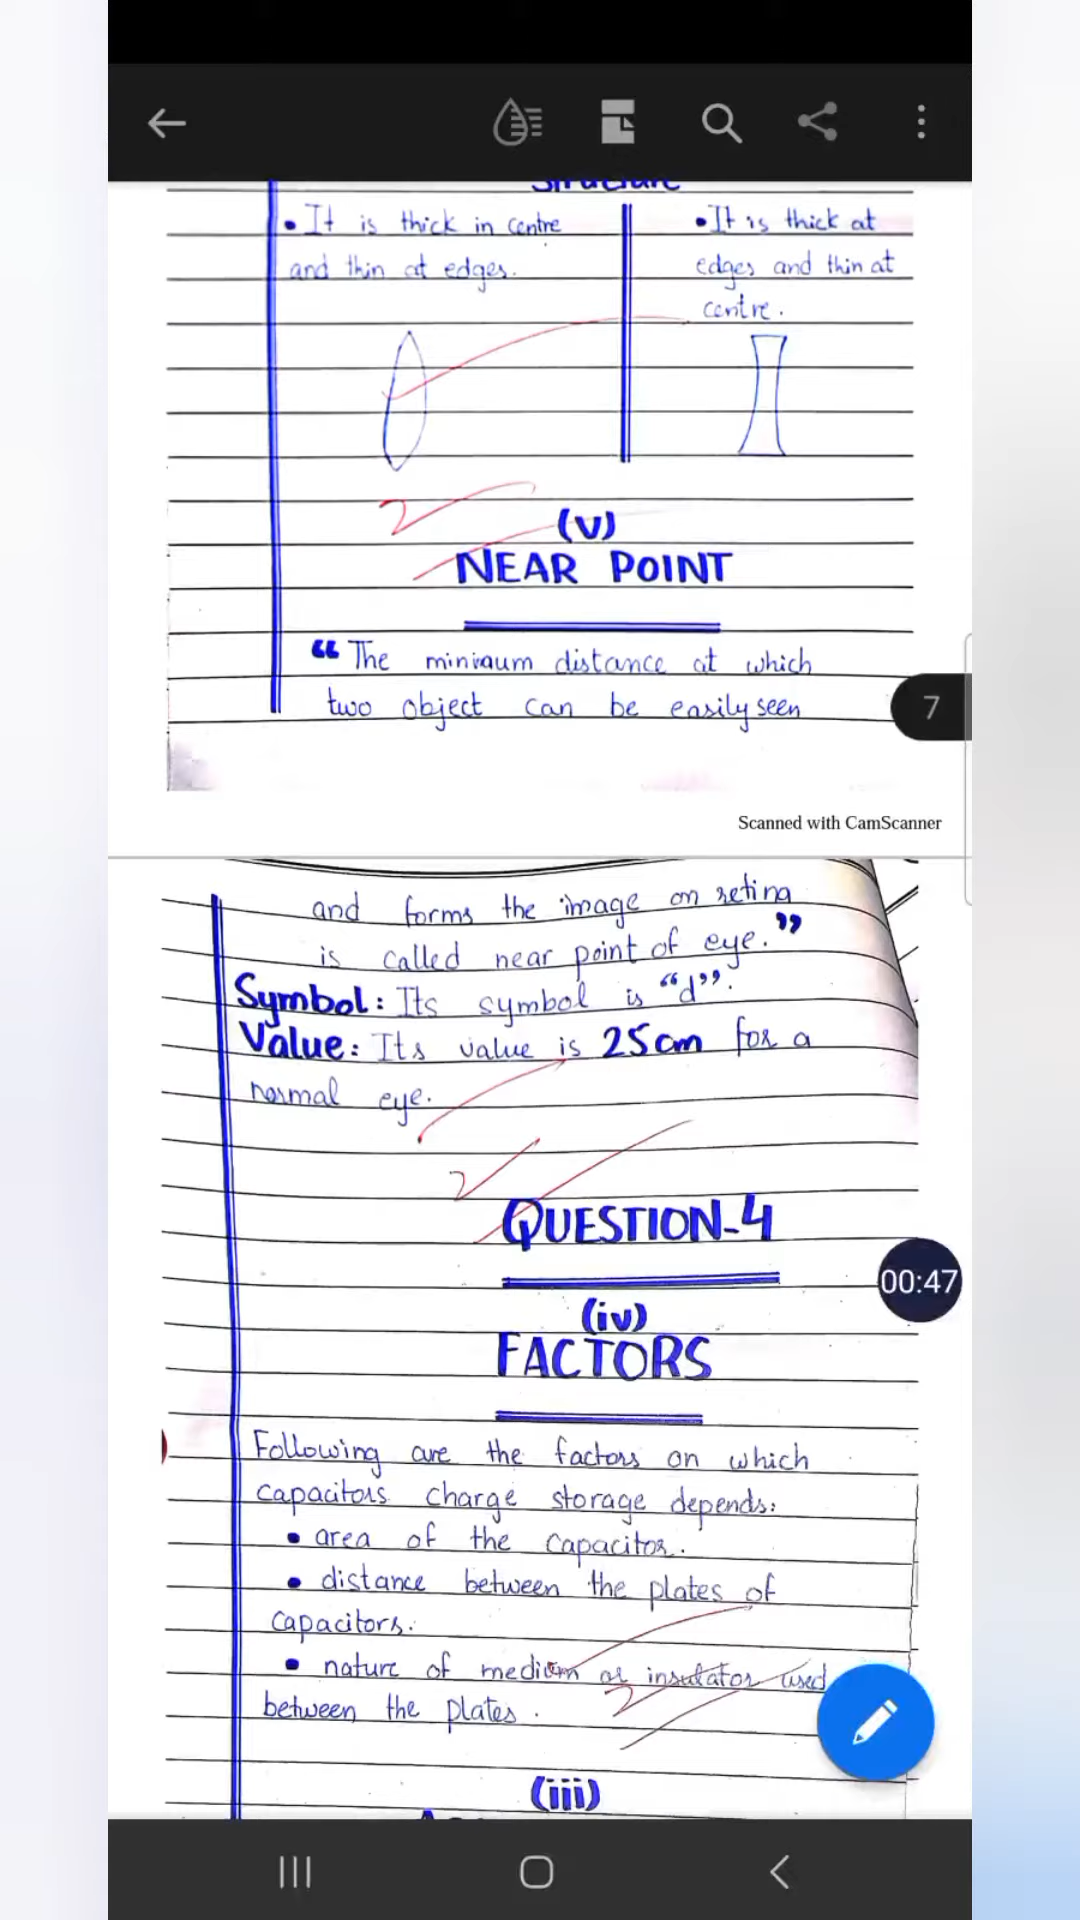 Structure
• It is thick in centre
and thin at edges.
• It is thick at
edges and thin at
centre.
2
(v)
NEAR POINT
“ The minimum distance at which
two object can be easily seen
7
Scanned with CamScanner
and forms the image on retina
is called near point of eye.”
Symbol: Its symbol is “d”.
Value: Its value is 25cm for a
normal eye.
2
QUESTION-4
00:47
(iv)
FACTORS
Following are the factors on which
capacitors charge storage depends:
• area of the capacitor.
• distance between the plates of
capacitors.
• nature of medium or insulator used
between the plates.
2
(iii)